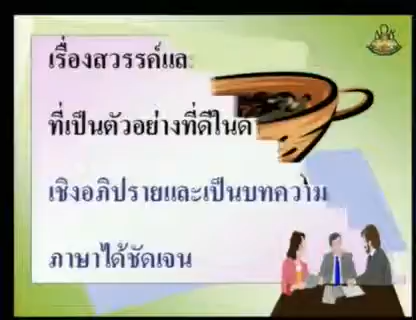 เรื่องสวรรค์และ
ที่เป็นตัวอย่างที่ดีในด
เชิงอภิปรายและเป็นบทความ
ภาษาได้ชัดเจน